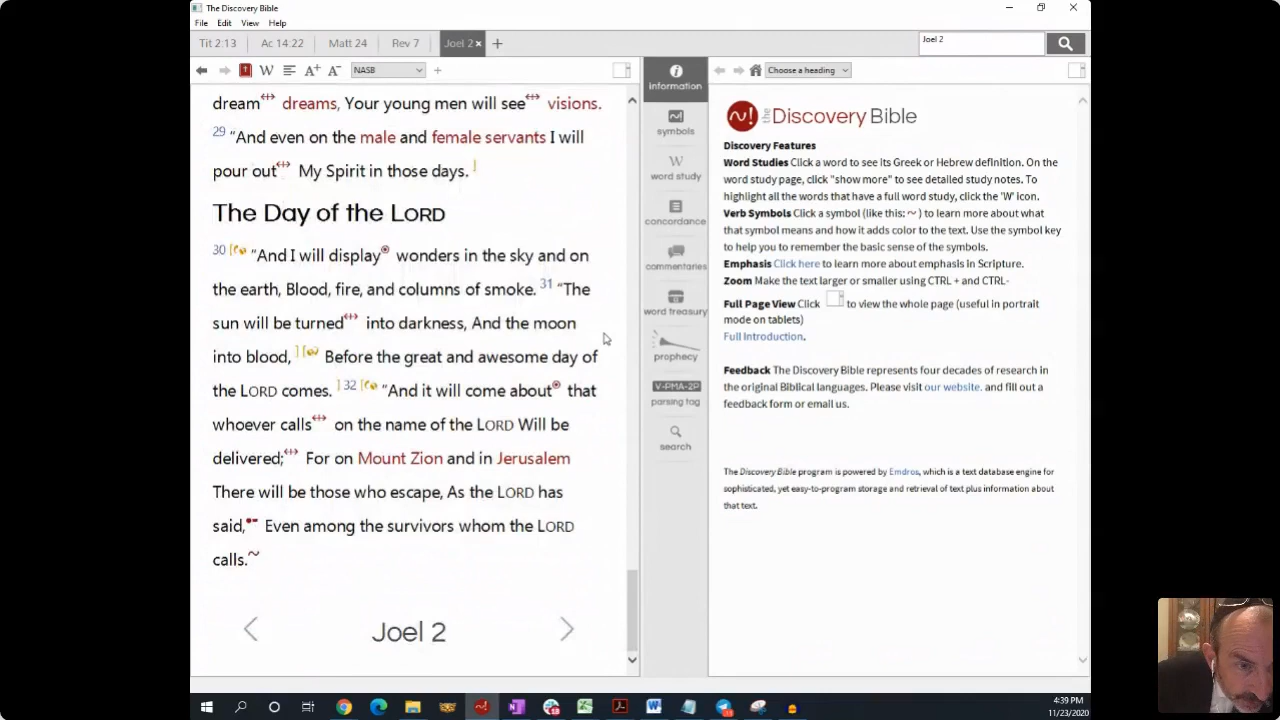 The Discovery Bible
File Edit View Help
Tit 2:13 Ac 14:22 Matt 24 Rev 7 Joel 2 × +
Joel 2
W A+ A- NASB +
Choose a heading
dream dreams, Your young men will see visions.
29 "And even on the male and female servants I will
pour out My Spirit in those days.
The Day of the LORD
30 "And I will display wonders in the sky and on
the earth, Blood, fire, and columns of smoke. 31 "The
sun will be turned into darkness, And the moon
into blood, Before the great and awesome day of
the LORD comes. 32 "And it will come about that
whoever calls on the name of the LORD Will be
delivered; For on Mount Zion and in Jerusalem
There will be those who escape, As the LORD has
said, Even among the survivors whom the LORD
calls.~
Joel 2
information
symbols
W
word study
concordance
commentaries
word treasury
prophecy
V-PMA-2P
parsing tag
search
the Discovery Bible
Discovery Features
Word Studies Click a word to see its Greek or Hebrew definition. On the
word study page, click "show more" to see detailed study notes. To
highlight all the words that have a full word study, click the 'W' icon.
Verb Symbols Click a symbol (like this: ~ ) to learn more about what
that symbol means and how it adds color to the text. Use the symbol key
to help you to remember the basic sense of the symbols.
Emphasis Click here to learn more about emphasis in Scripture.
Zoom Make the text larger or smaller using CTRL + and CTRL-
Full Page View Click to view the whole page (useful in portrait
mode on tablets)
Full Introduction.
Feedback The Discovery Bible represents four decades of research in
the original Biblical languages. Please visit our website. and fill out a
feedback form or email us.
The Discovery Bible program is powered by Emdros, which is a text database engine for
sophisticated, yet easy-to-program storage and retrieval of text plus information about
that text.
4:39 PM
11/23/2020